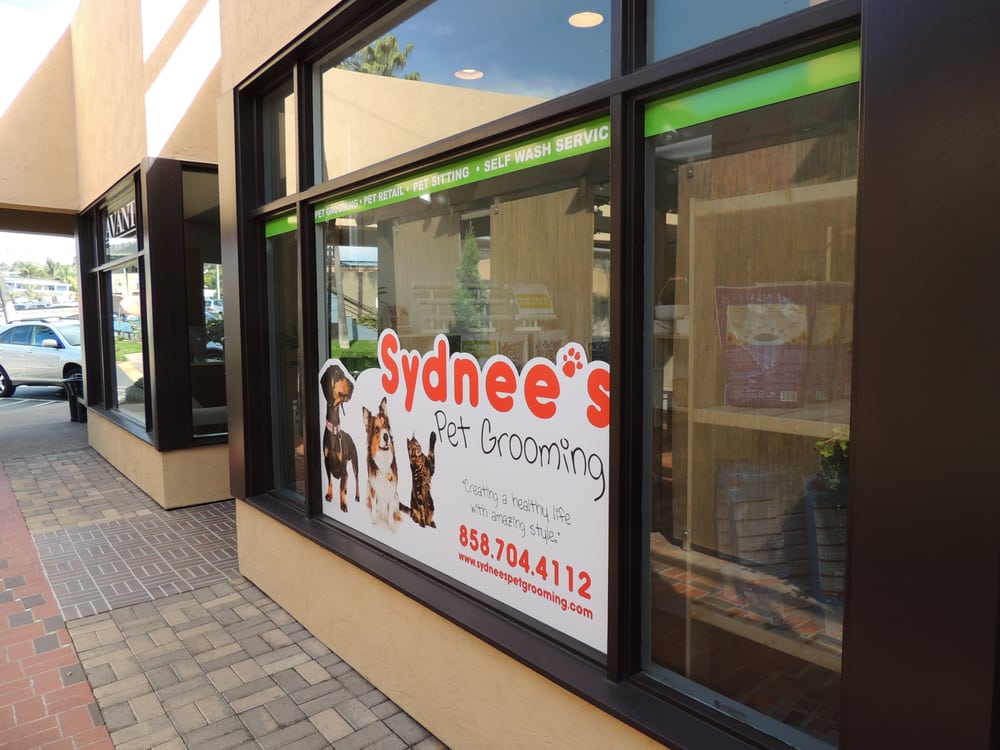 AVANI
PET GROOMING • PET RETAIL • PET SITTING • SELF WASH SERVIC
Sydnee's
Pet Grooming
"Creating a healthy life
with amazing style."
858.704.4112
www.sydneespetgrooming.com